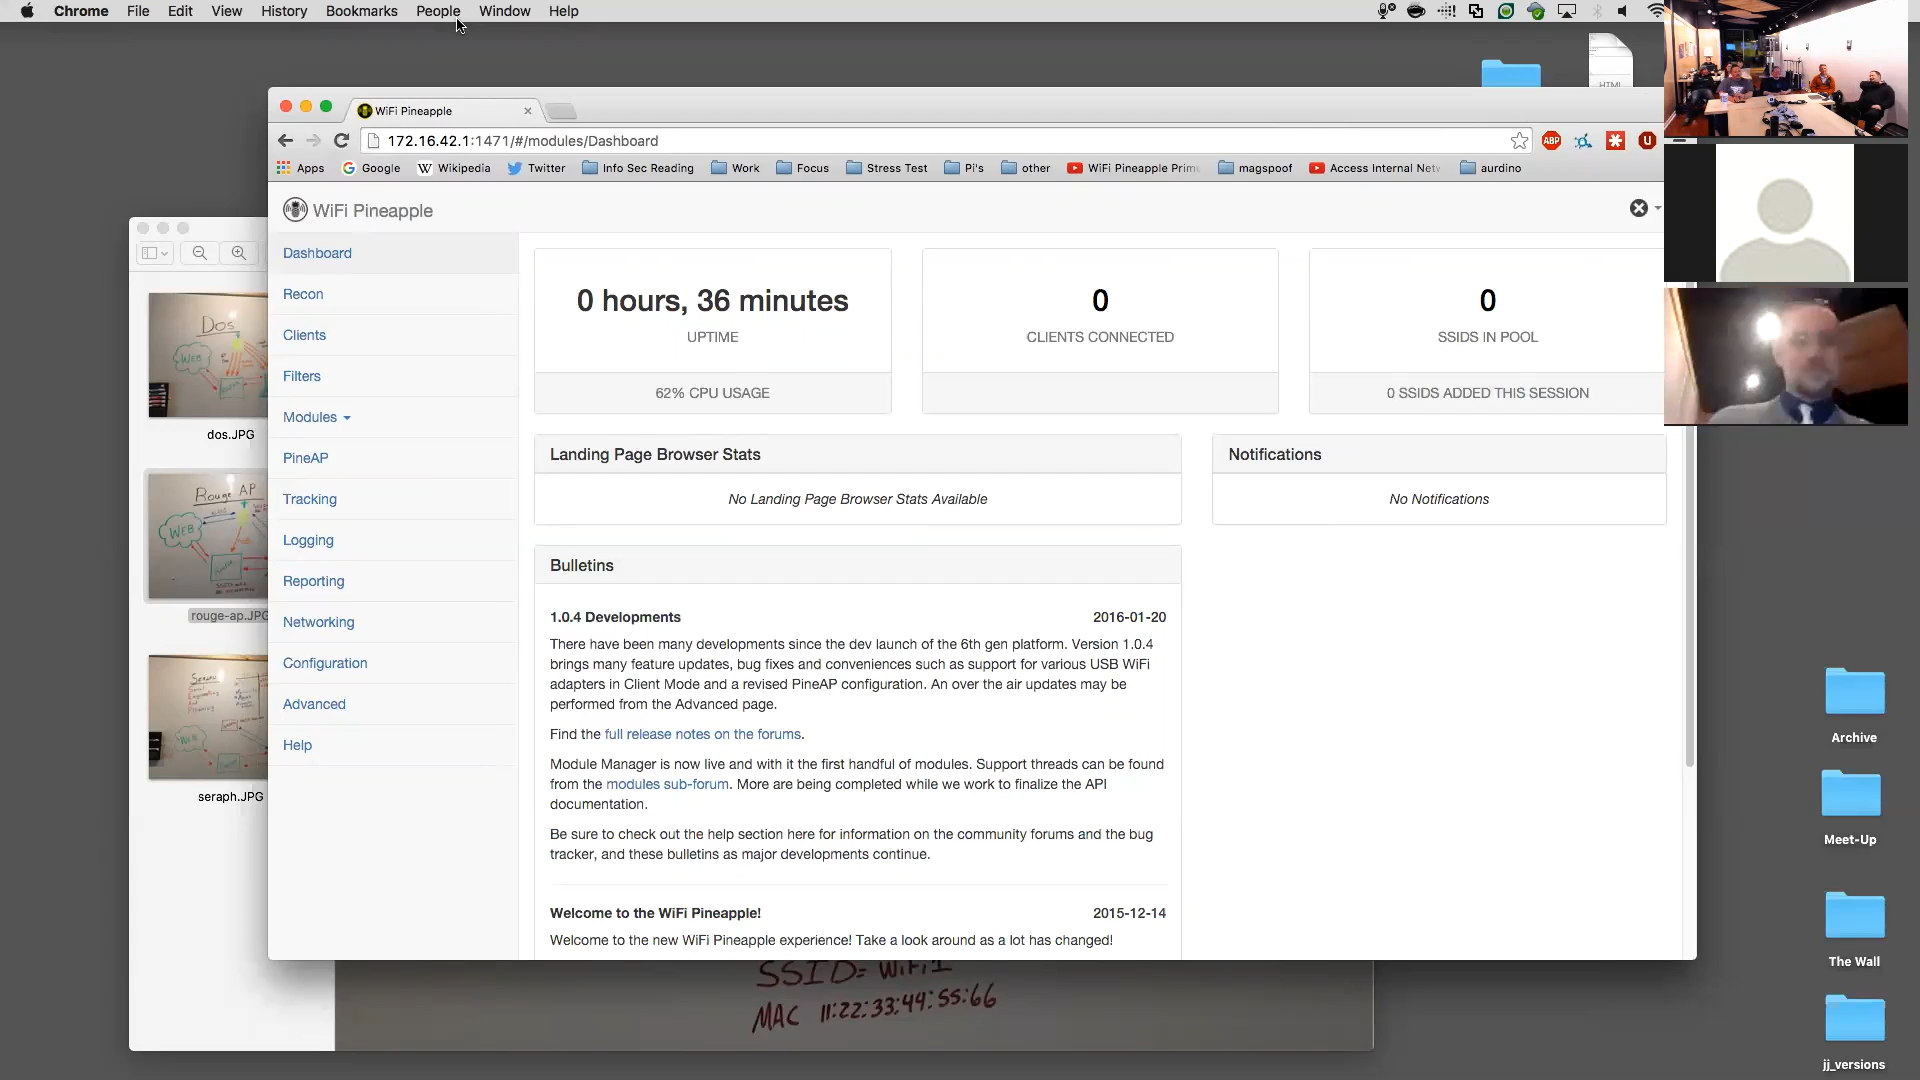 Chrome File Edit View History Bookmarks People Window Help
HTML
WiFi Pineapple
172.16.42.1:1471/#/modules/Dashboard
ABP
Apps Google Wikipedia Twitter Info Sec Reading Work Focus Stress Test Pi's other WiFi Pineapple Prim magspoof Access Internal Netw aurdino
WiFi Pineapple
Dashboard
Recon
Clients
Filters
Modules
PineAP
Tracking
Logging
Reporting
Networking
Configuration
Advanced
Help
0 hours, 36 minutes
UPTIME
62% CPU USAGE
0
CLIENTS CONNECTED
0
SSIDS IN POOL
0 SSIDS ADDED THIS SESSION
Landing Page Browser Stats
No Landing Page Browser Stats Available
Notifications
No Notifications
Bulletins
1.0.4 Developments 2016-01-20
There have been many developments since the dev launch of the 6th gen platform. Version 1.0.4
brings many feature updates, bug fixes and conveniences such as support for various USB WiFi
adapters in Client Mode and a revised PineAP configuration. An over the air updates may be
performed from the Advanced page.
Find the full release notes on the forums.
Module Manager is now live and with it the first handful of modules. Support threads can be found
from the modules sub-forum. More are being completed while we work to finalize the API
documentation.
Be sure to check out the help section here for information on the community forums and the bug
tracker, and these bulletins as major developments continue.
Welcome to the WiFi Pineapple! 2015-12-14
Welcome to the new WiFi Pineapple experience! Take a look around as a lot has changed!
Dos
WEB
dos.JPG
Rouge AP
WEB
rouge-ap.JPG
Seraph
WEB
seraph.JPG
SSID= WiFi1
MAC 11:22:33:44:55:66
Archive
Meet-Up
The Wall
jj_versions